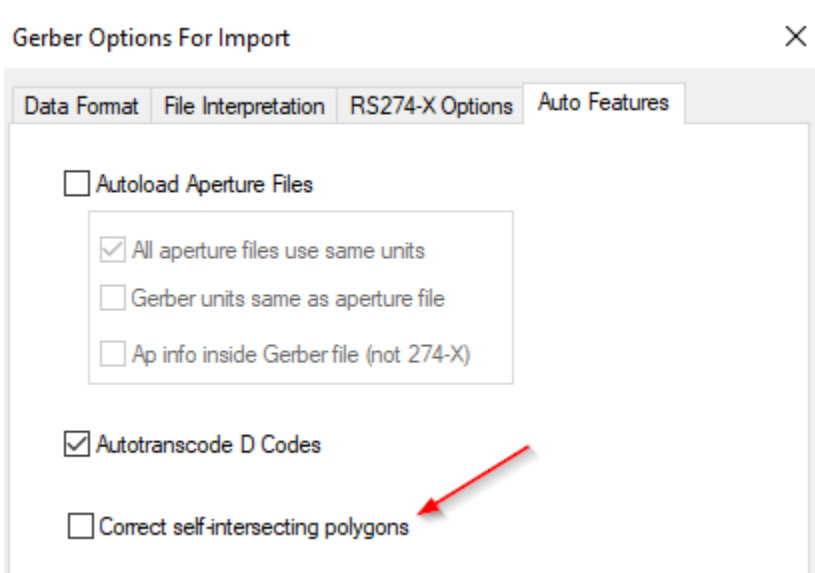 Gerber Options For Import
Data Format File Interpretation RS274-X Options Auto Features
Autoload Aperture Files
All aperture files use same units
Gerber units same as aperture file
Ap info inside Gerber file (not 274-X)
Autotranscode D Codes
Correct self-intersecting polygons